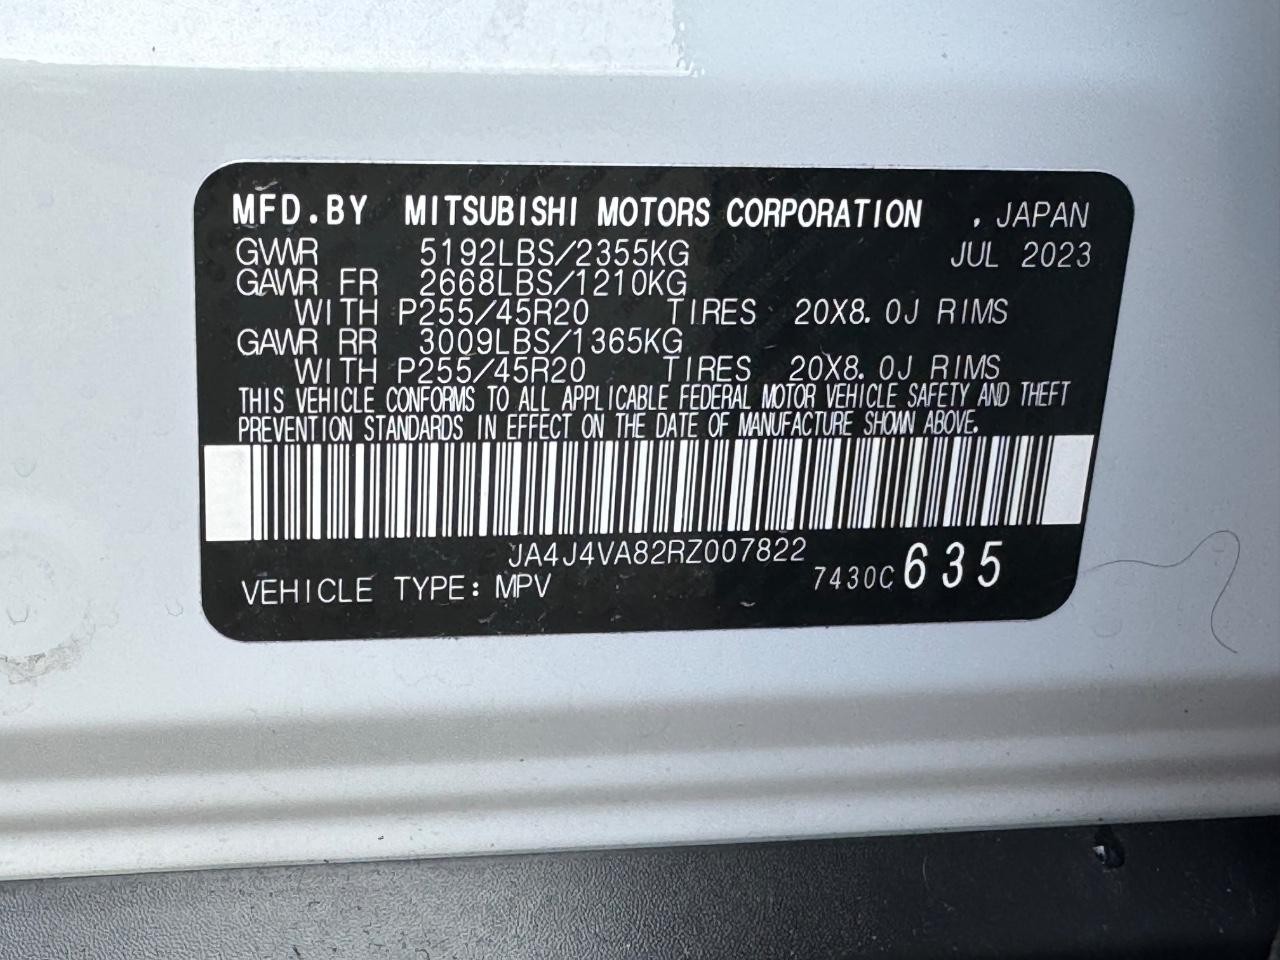 MFD.BY MITSUBISHI MOTORS CORPORATION , JAPAN
GVWR 5192LBS/2355KG JUL 2023
GAWR FR 2668LBS/1210KG
WITH P255/45R20 TIRES 20X8.0J RIMS
GAWR RR 3009LBS/1365KG
WITH P255/45R20 TIRES 20X8.0J RIMS
THIS VEHICLE CONFORMS TO ALL APPLICABLE FEDERAL MOTOR VEHICLE SAFETY AND THEFT
PREVENTION STANDARDS IN EFFECT ON THE DATE OF MANUFACTURE SHOWN ABOVE.
JA4J4VA82RZ007822
VEHICLE TYPE: MPV 7430C 635